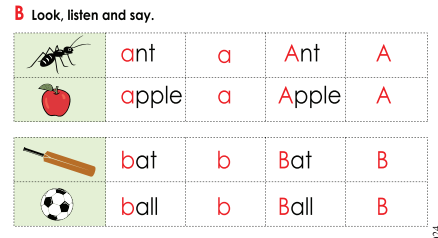 B Look, listen and say.
ant a Ant A
apple a Apple A
bat b Bat B
ball b Ball B